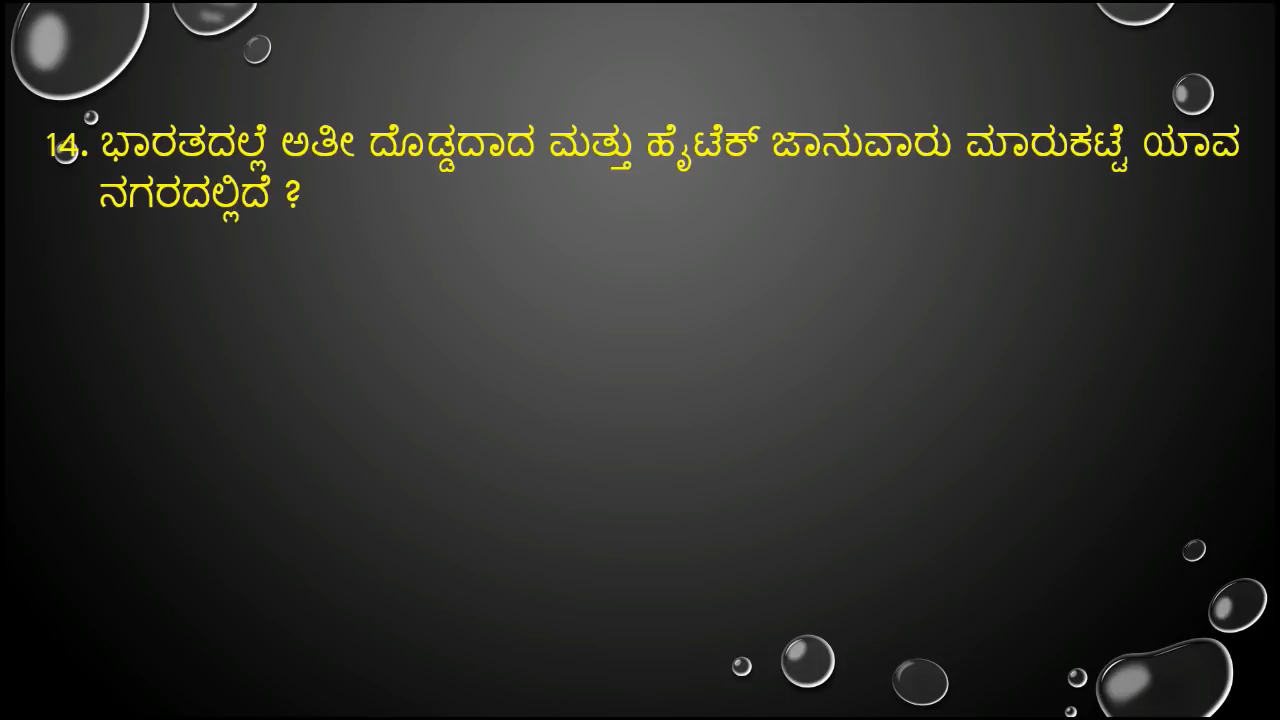 14. ಭಾರತದಲ್ಲೆ ಅತೀ ದೊಡ್ಡದಾದ ಮತ್ತು ಹೈಟೆಕ್ ಜಾನುವಾರು ಮಾರುಕಟ್ಟೆ ಯಾವ
ನಗರದಲ್ಲಿದೆ ?